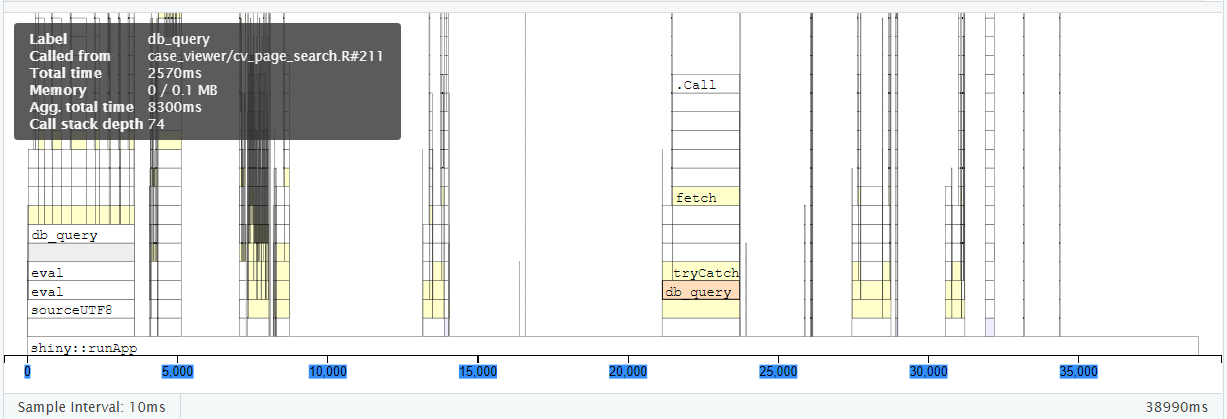 Label db_query
Called from case_viewer/cv_page_search.R#211
Total time 2570ms
Memory 0 / 0.1 MB
Agg. total time 8300ms
Call stack depth 74
.Call
fetch
db_query
eval
tryCatch
eval
db_query
sourceUTF8
shiny::runApp
0 5,000 10,000 15,000 20,000 25,000 30,000 35,000
Sample Interval: 10ms 38990ms